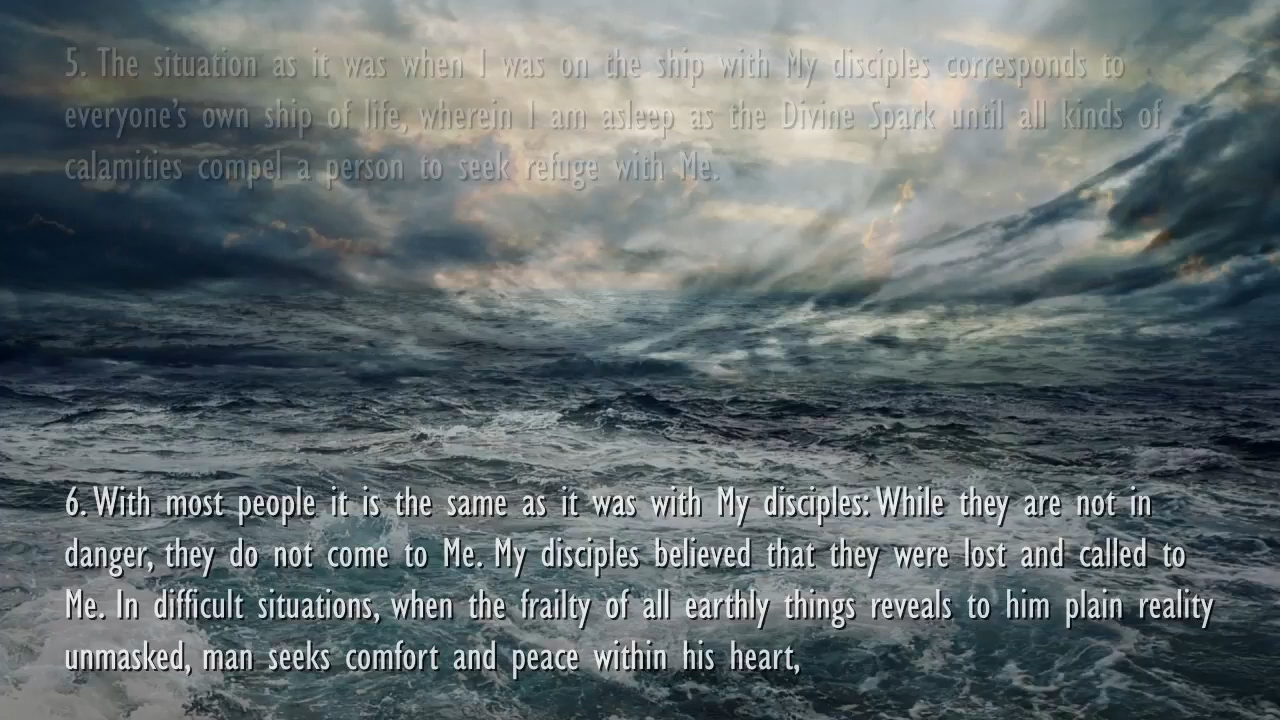 5. The situation as it was when I was on the ship with My disciples corresponds to
everyone’s own ship of life, wherein I am asleep as the Divine Spark until all kinds of
calamities compel a person to seek refuge with Me.
6. With most people it is the same as it was with My disciples: While they are not in
danger, they do not come to Me. My disciples believed that they were lost and called to
Me. In difficult situations, when the frailty of all earthly things reveals to him plain reality
unmasked, man seeks comfort and peace within his heart,